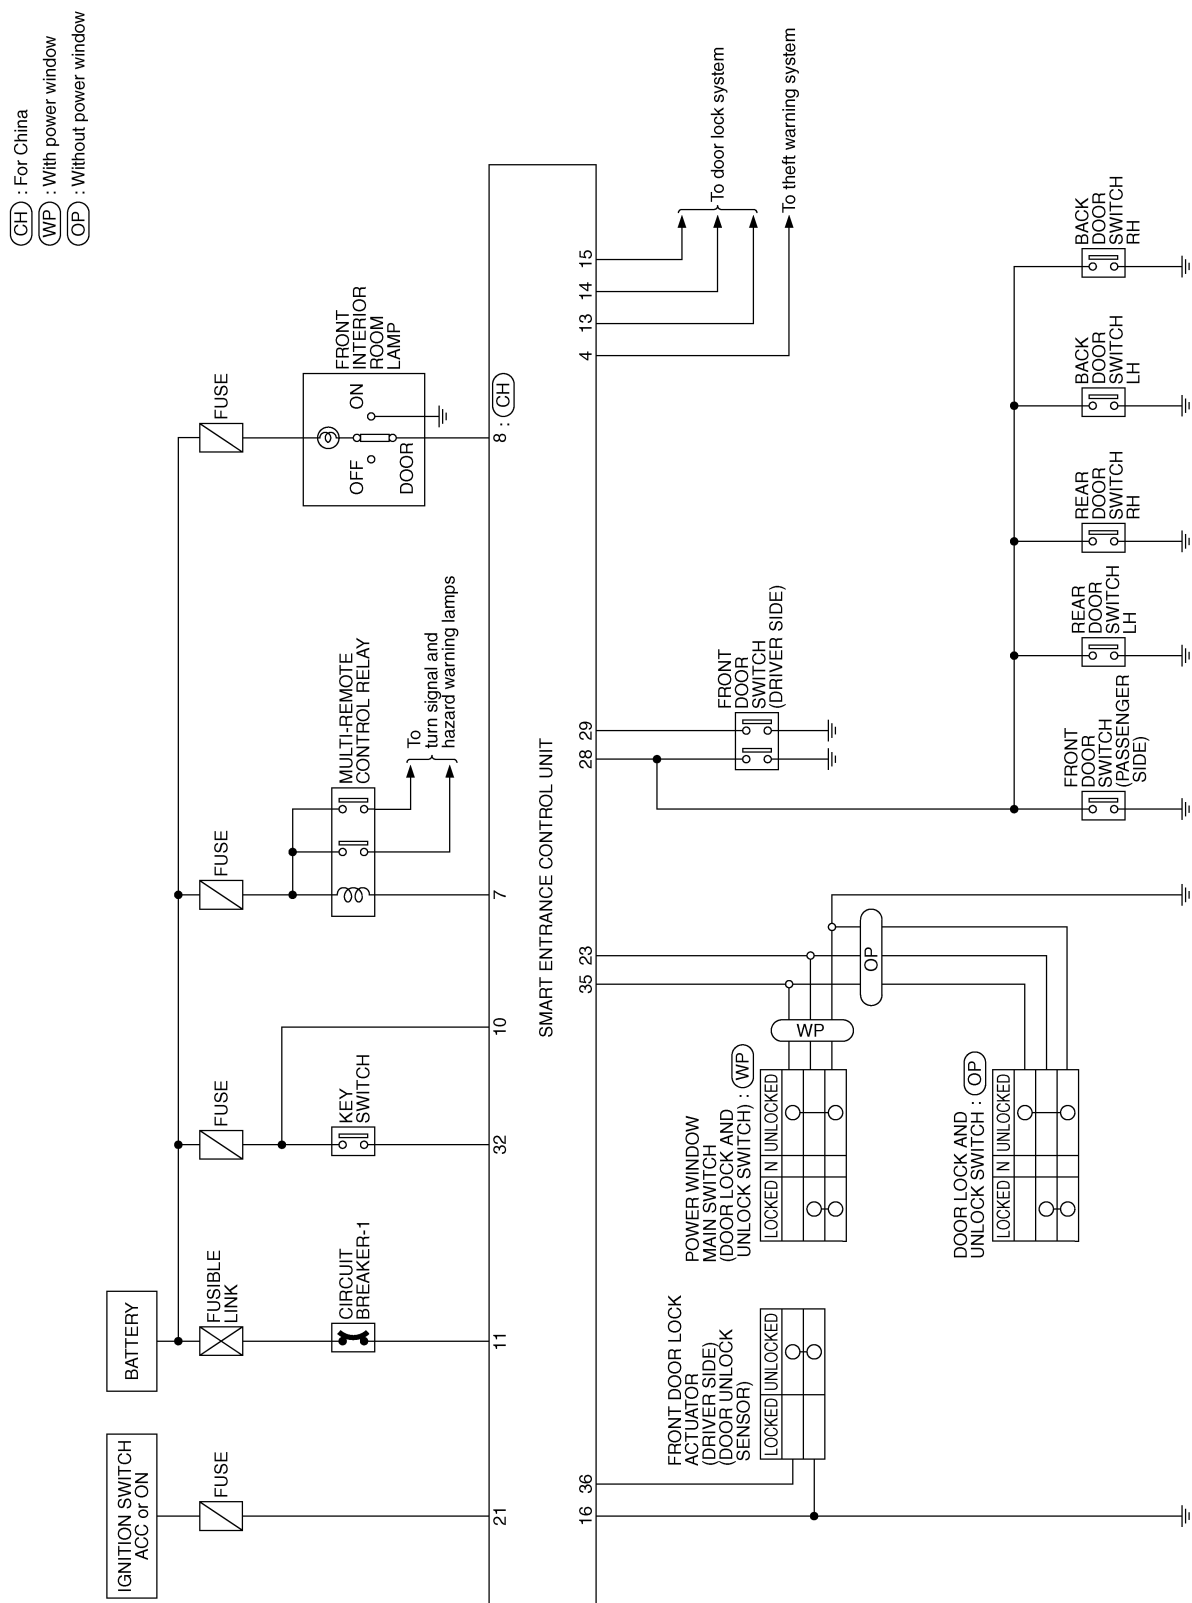 IGNITION SWITCH
ACC or ON
BATTERY
FUSE
FUSIBLE
LINK
FUSE
FUSE
FUSE
CIRCUIT
BREAKER-1
KEY
SWITCH
MULTI-REMOTE
CONTROL RELAY
To
turn signal and
hazard warning lamps
FRONT
INTERIOR
ROOM
LAMP
OFF
ON
DOOR
CH : For China
WP : With power window
OP : Without power window
21
11
32
10
7
8 : CH
SMART ENTRANCE CONTROL UNIT
16
36
35
23
28
29
4
13
14
15
To door lock system
To theft warning system
FRONT DOOR LOCK
ACTUATOR
(DRIVER SIDE)
(DOOR UNLOCK
SENSOR)
LOCKED UNLOCKED
POWER WINDOW
MAIN SWITCH
(DOOR LOCK AND
UNLOCK SWITCH) : WP
LOCKED N UNLOCKED
WP
OP
FRONT
DOOR
SWITCH
(DRIVER SIDE)
DOOR LOCK AND
UNLOCK SWITCH : OP
LOCKED N UNLOCKED
FRONT
DOOR
SWITCH
(PASSENGER
SIDE)
REAR
DOOR
SWITCH
LH
REAR
DOOR
SWITCH
RH
BACK
DOOR
SWITCH
LH
BACK
DOOR
SWITCH
RH